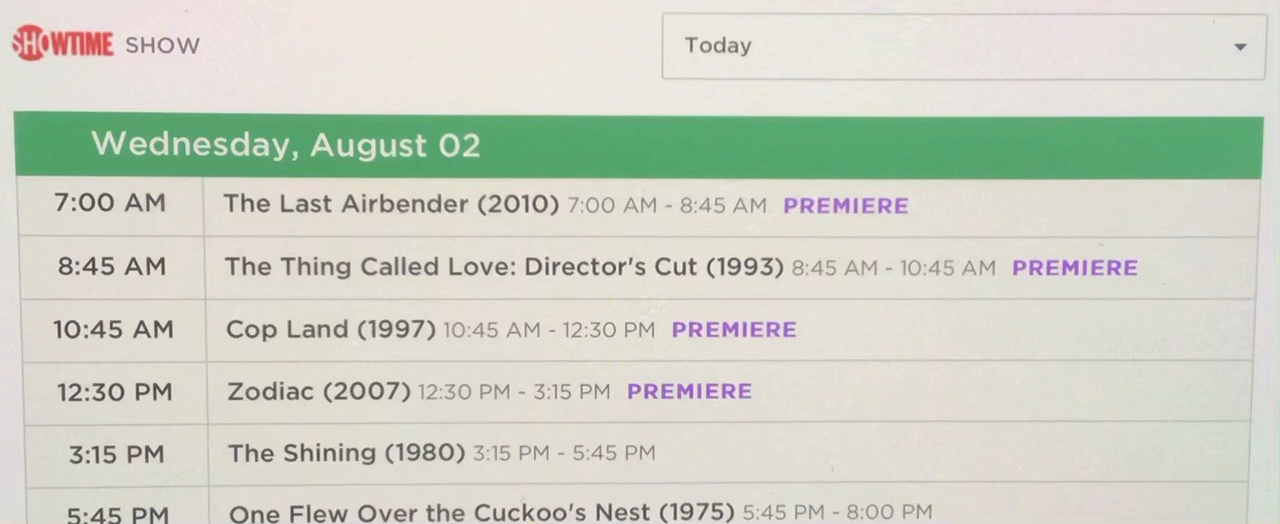 SHOWTIME SHOW
Today
Wednesday, August 02
7:00 AM The Last Airbender (2010) 7:00 AM - 8:45 AM PREMIERE
8:45 AM The Thing Called Love: Director's Cut (1993) 8:45 AM - 10:45 AM PREMIERE
10:45 AM Cop Land (1997) 10:45 AM - 12:30 PM PREMIERE
12:30 PM Zodiac (2007) 12:30 PM - 3:15 PM PREMIERE
3:15 PM The Shining (1980) 3:15 PM - 5:45 PM
5:45 PM One Flew Over the Cuckoo's Nest (1975) 5:45 PM - 8:00 PM